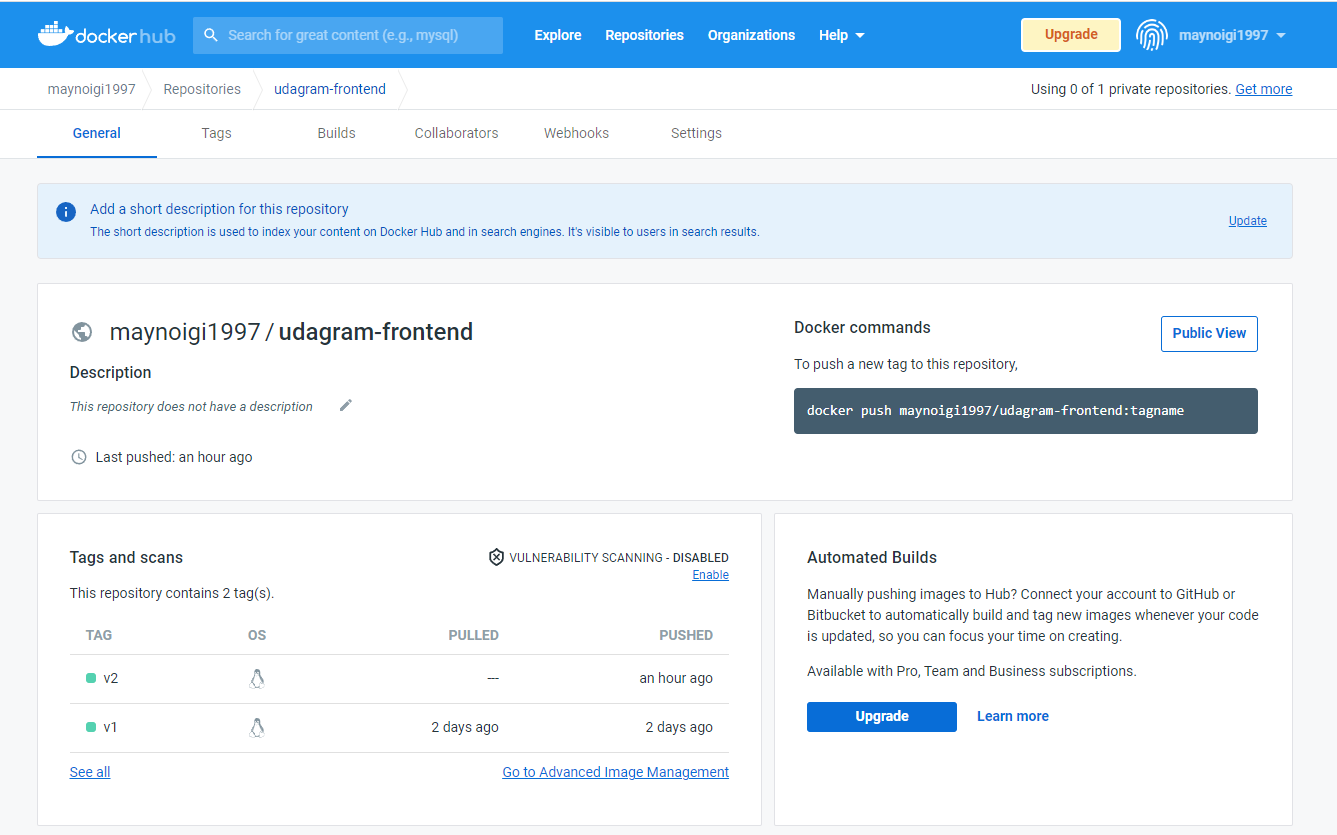 docker hub
Search for great content (e.g., mysql)
Explore
Repositories
Organizations
Help
Upgrade
maynoigi1997
maynoigi1997
Repositories
udagram-frontend
Using 0 of 1 private repositories. Get more
General
Tags
Builds
Collaborators
Webhooks
Settings
Add a short description for this repository
The short description is used to index your content on Docker Hub and in search engines. It's visible to users in search results.
Update
maynoigi1997 / udagram-frontend
Description
This repository does not have a description
Last pushed: an hour ago
Docker commands
Public View
To push a new tag to this repository,
docker push maynoigi1997/udagram-frontend:tagname
Tags and scans
VULNERABILITY SCANNING - DISABLED
Enable
This repository contains 2 tag(s).
TAG OS PULLED PUSHED
v2 --- an hour ago
v1 2 days ago 2 days ago
See all
Go to Advanced Image Management
Automated Builds
Manually pushing images to Hub? Connect your account to GitHub or
Bitbucket to automatically build and tag new images whenever your code
is updated, so you can focus your time on creating.
Available with Pro, Team and Business subscriptions.
Upgrade
Learn more